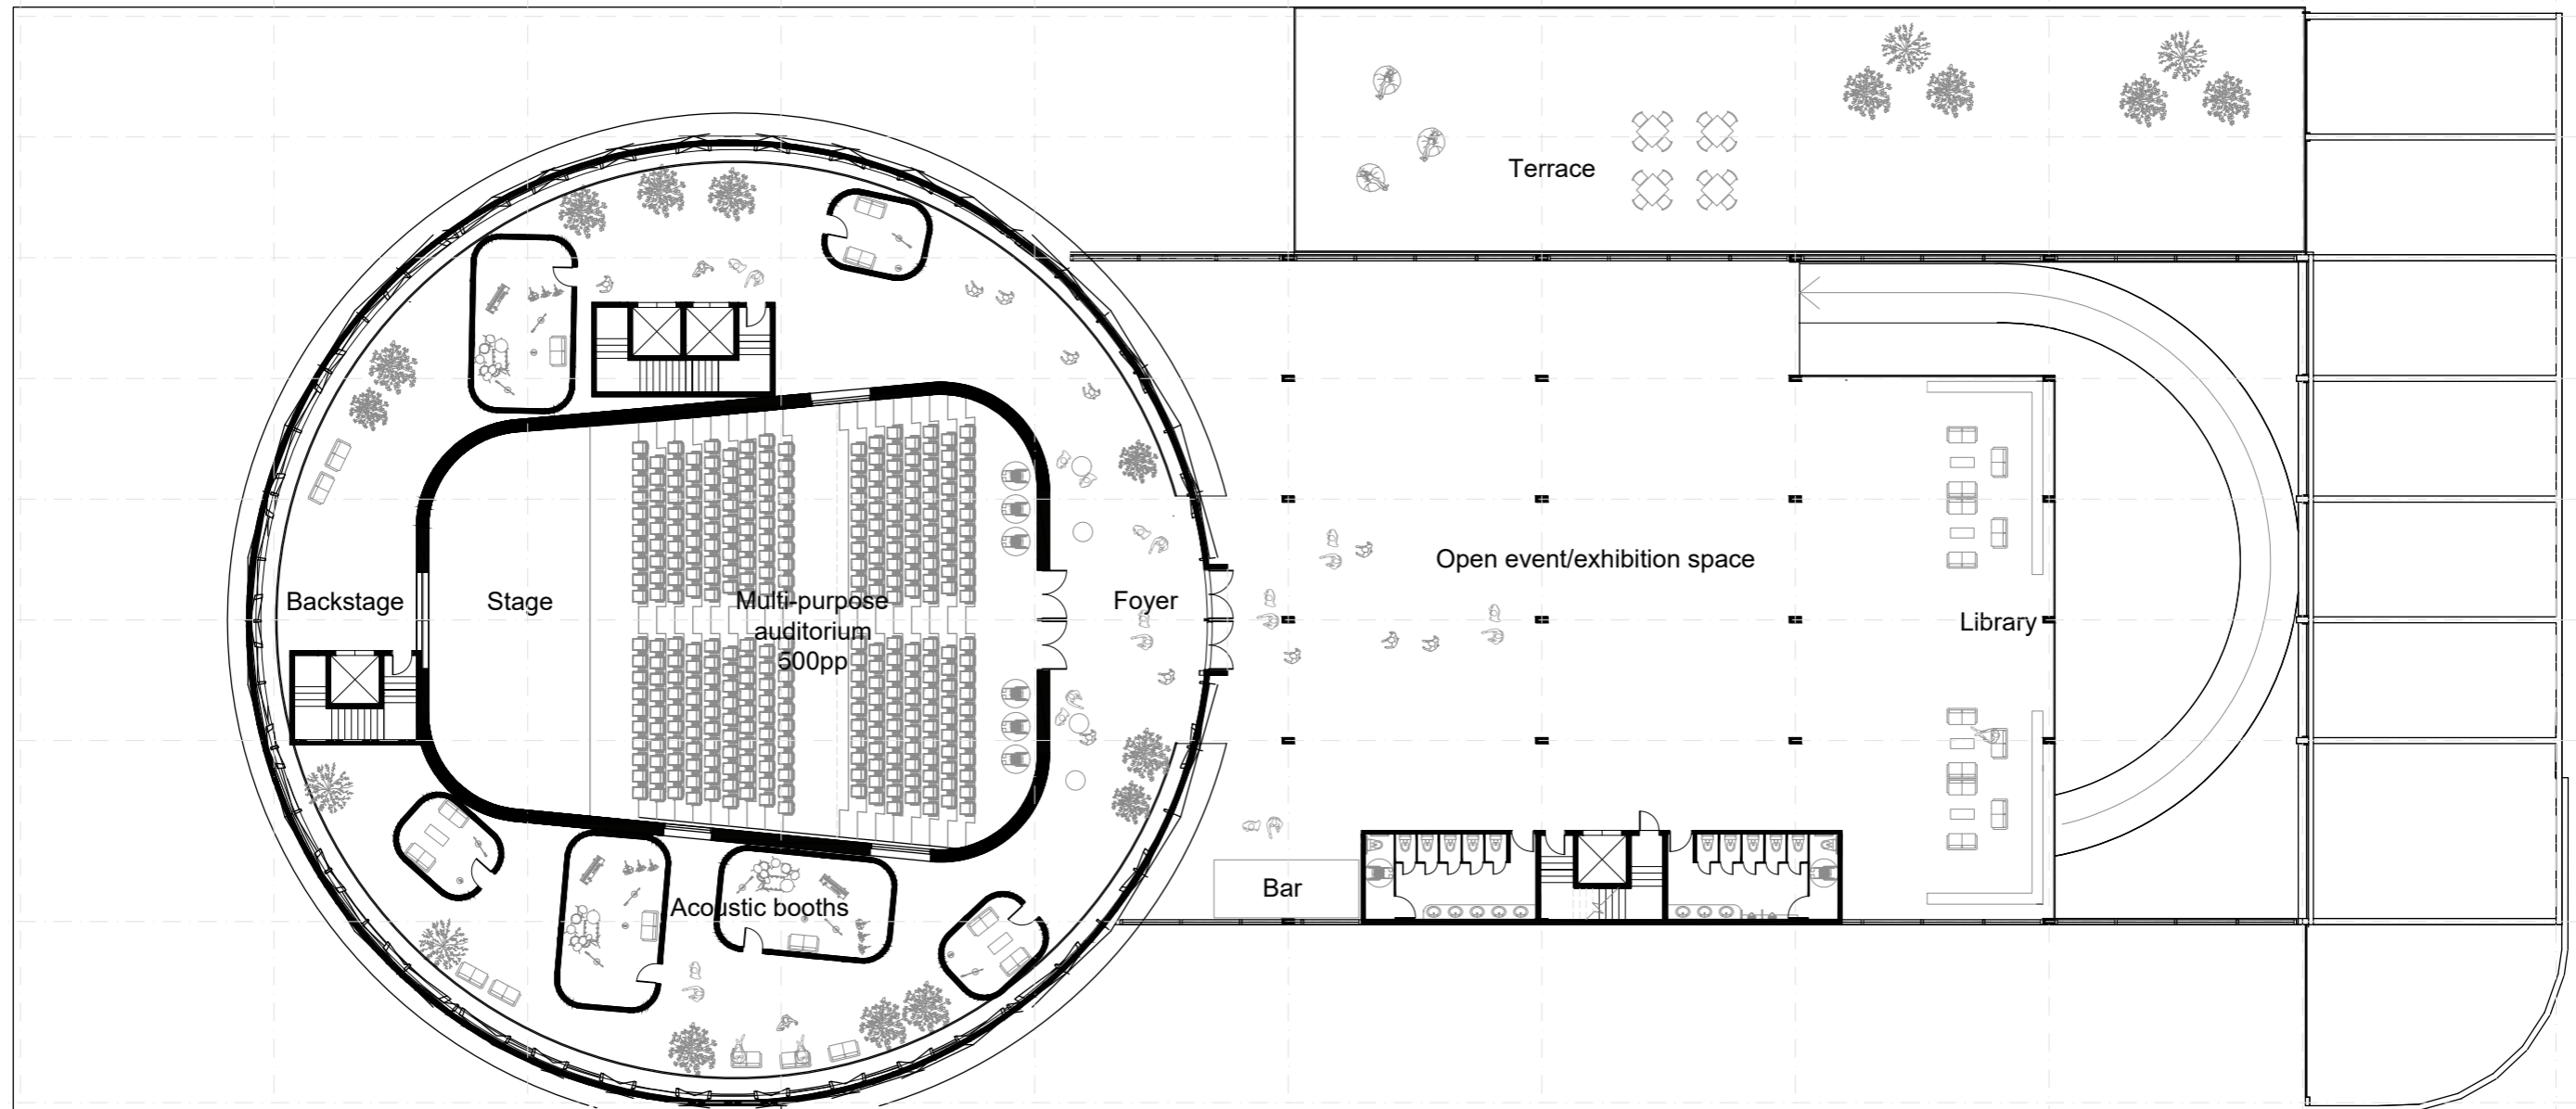 Terrace
Open event/exhibition space
Backstage
Stage
Multi-purpose
auditorium
500pp
Foyer
Library
Bar
Acoustic booths